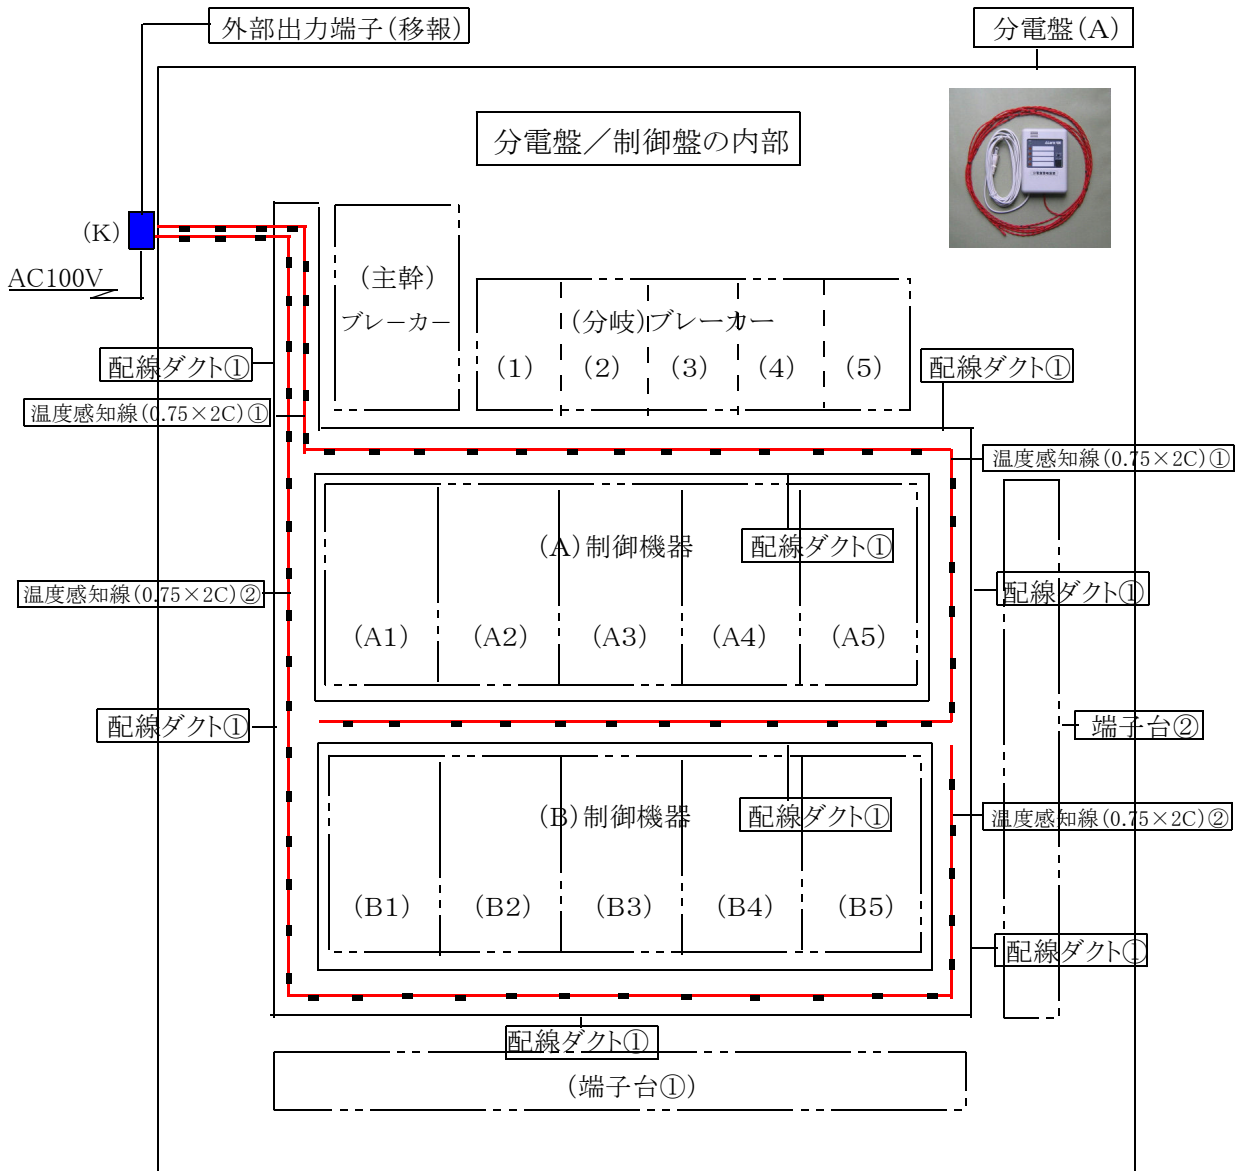 外部出力端子(移報)
分電盤(A)
分電盤／制御盤の内部
(K)
AC100V
(主幹)
ブレーカー
(分岐)ブレーカー
(1)
(2)
(3)
(4)
(5)
配線ダクト①
配線ダクト①
温度感知線(0.75×2C)①
温度感知線(0.75×2C)①
(A)制御機器
配線ダクト①
配線ダクト①
温度感知線(0.75×2C)②
(A1)
(A2)
(A3)
(A4)
(A5)
配線ダクト①
端子台②
(B)制御機器
配線ダクト①
温度感知線(0.75×2C)②
(B1)
(B2)
(B3)
(B4)
(B5)
配線ダクト①
配線ダクト①
(端子台①)